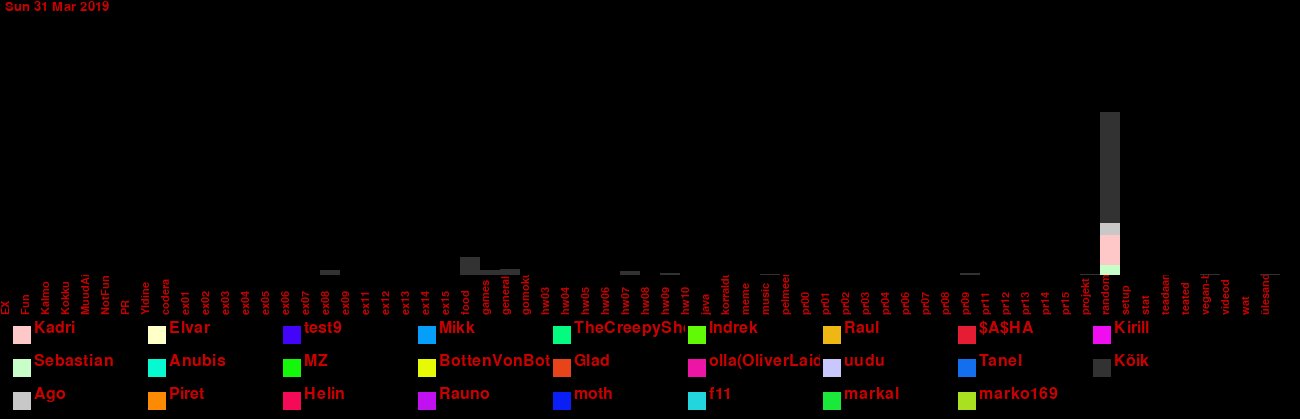 Sun 31 Mar 2019
EX
Fun
Kalmo
Kokku
MuudAi
NotFun
PR
Yldine
codera
ex01
ex02
ex03
ex04
ex05
ex06
ex07
ex08
ex09
ex11
ex12
ex13
ex14
ex15
food
games
general
gomoku
hw03
hw04
hw05
hw06
hw07
hw08
hw09
hw10
java
korraldu
meme
music
pelmeen
pr00
pr01
pr02
pr03
pr04
pr06
pr07
pr08
pr09
pr11
pr12
pr13
pr14
pr15
projekt
random
setup
stat
teadaan
teated
vegan-b
videod
wat
ülesand
Kadri Elvar test9 Mikk TheCreepyShe Indrek Raul $A$HA Kirill
Sebastian Anubis MZ BottenVonBot Glad olla(OliverLaid uudu Tanel Köik
Ago Piret Helin Rauno moth f11 markal marko169